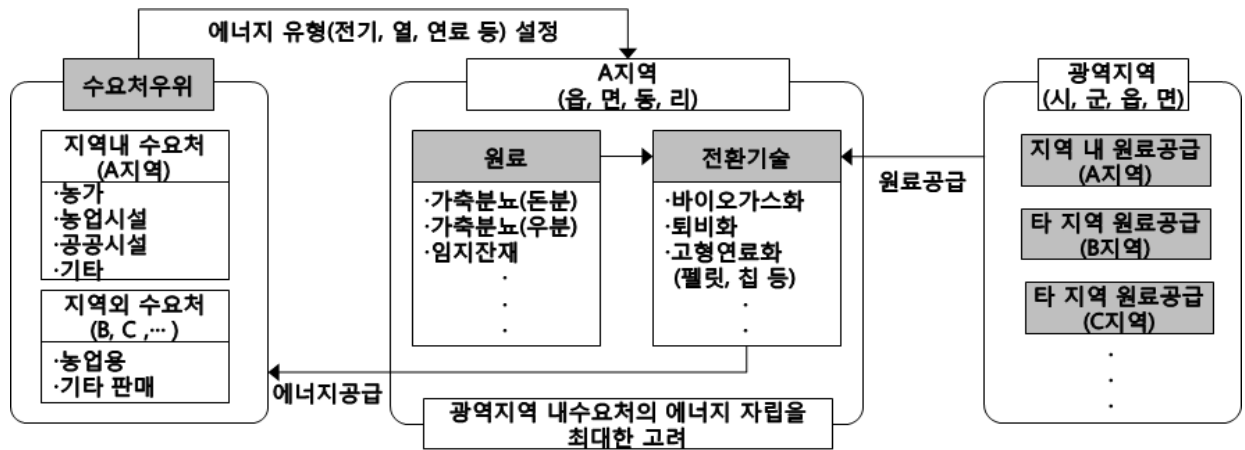 에너지 유형(전기, 열, 연료 등) 설정
수요처우위
지역내 수요처
(A지역)
·농가
·농업시설
·공공시설
·기타
지역외 수요처
(B, C ,··· )
·농업용
·기타 판매
에너지공급
A지역
(읍, 면, 동, 리)
원료
·가축분뇨(돈분)
·가축분뇨(우분)
·임지잔재
·
·
·
전환기술
·바이오가스화
·퇴비화
·고형연료화
(펠릿, 칩 등)
·
·
광역지역 내수요처의 에너지 자립을
최대한 고려
원료공급
광역지역
(시, 군, 읍, 면)
지역 내 원료공급
(A지역)
타 지역 원료공급
(B지역)
타 지역 원료공급
(C지역)
·
·
·